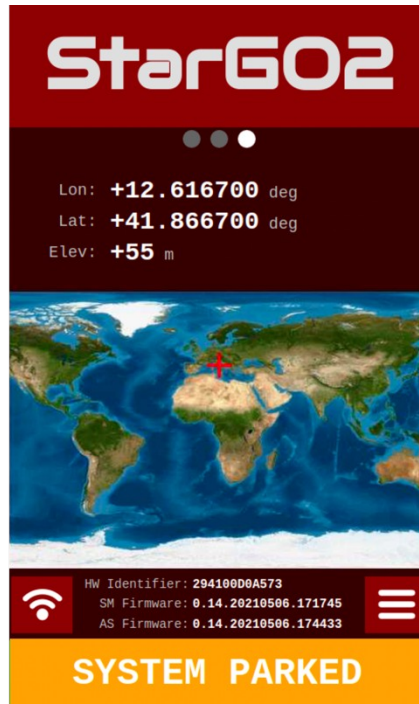 StarGO2
Lon: +12.616700 deg
Lat: +41.866700 deg
Elev: +55 m
HW Identifier: 294100D0A573
SM Firmware: 0.14.20210506.171745
AS Firmware: 0.14.20210506.174433
SYSTEM PARKED